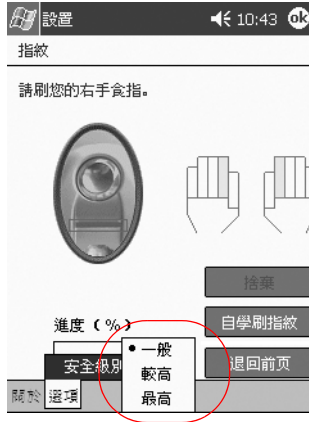 設置 10:43 ok
指紋
請刷您的右手食指。
捨棄
進度（%） 自學刷指紋
一般
安全級別 退回前页
較高
最高
關於 選項